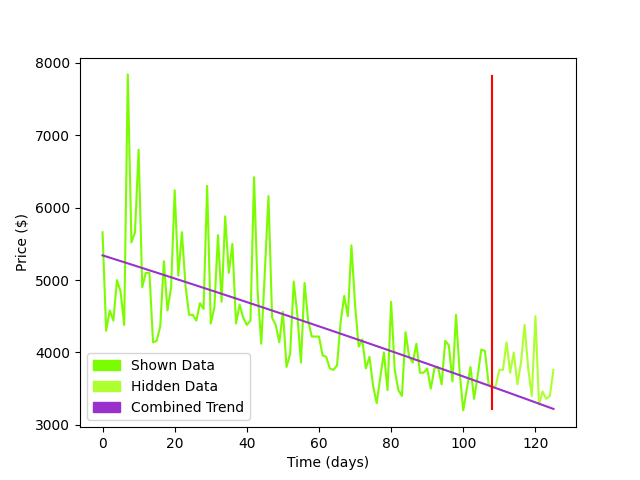 8000
7000
6000
5000
4000
3000
Price ($)
Shown Data
Hidden Data
Combined Trend
0 20 40 60 80 100 120
Time (days)